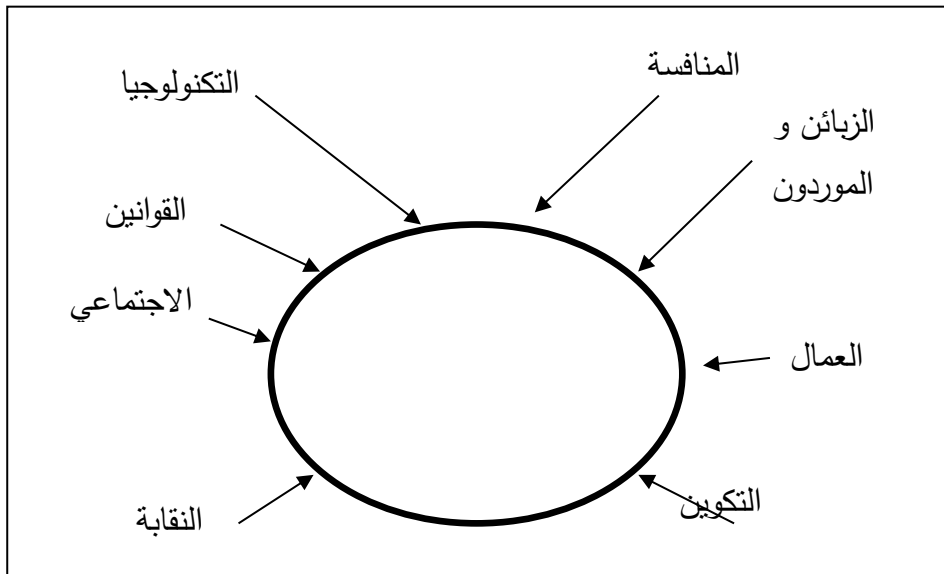 المنافسة
التكنولوجيا
الزبائن و
الموردون
القوانين
الاجتماعي
العمال
التكوين
النقابة